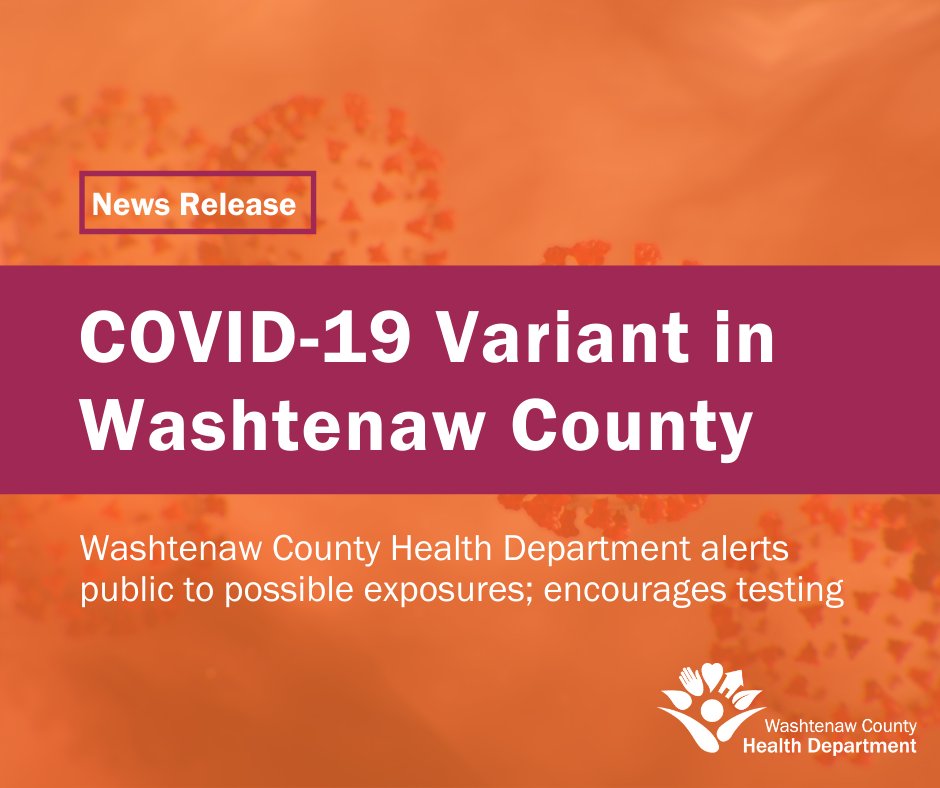 News Release
COVID-19 Variant in
Washtenaw County
Washtenaw County Health Department alerts
public to possible exposures; encourages testing
Washtenaw County
Health Department